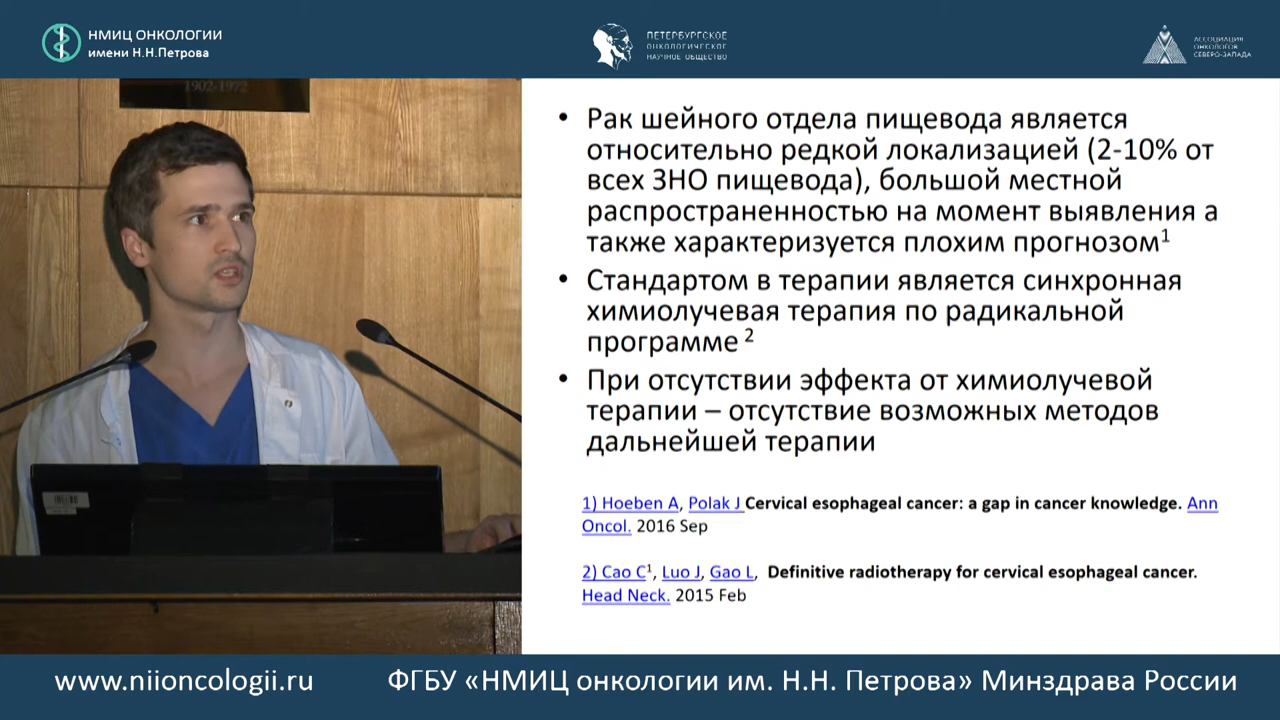 НМИЦ ОНКОЛОГИИ
имени Н.Н.Петрова
ПЕТЕРБУРГСКОЕ
ОНКОЛОГИЧЕСКОЕ
НАУЧНОЕ ОБЩЕСТВО
АССОЦИАЦИЯ
ОНКОЛОГОВ
СЕВЕРО-ЗАПАДА
1902-1972
• Рак шейного отдела пищевода является
относительно редкой локализацией (2-10% от
всех ЗНО пищевода), большой местной
распространенностью на момент выявления а
также характеризуется плохим прогнозом¹
• Стандартом в терапии является синхронная
химиолучевая терапия по радикальной
программе ²
• При отсутствии эффекта от химиолучевой
терапии – отсутствие возможных методов
дальнейшей терапии
1) Hoeben A, Polak J Cervical esophageal cancer: a gap in cancer knowledge. Ann
Oncol. 2016 Sep
2) Cao C¹, Luo J, Gao L, Definitive radiotherapy for cervical esophageal cancer.
Head Neck. 2015 Feb
www.niioncologii.ru
ФГБУ «НМИЦ онкологии им. Н.Н. Петрова» Минздрава России